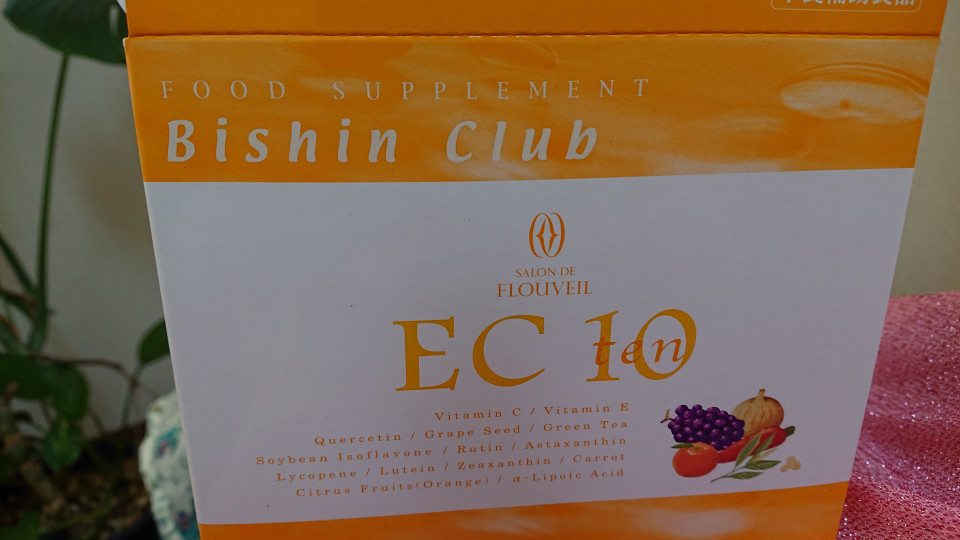 FOOD SUPPLEMENT
Bishin Club
SALON DE
FLOUVEIL
EC 10
ten
Vitamin C / Vitamin E
Quercetin / Grape Seed / Green Tea
Soybean Isoflavone / Rutin / Astaxanthin
Lycopene / Lutein / Zeaxanthin / Carrot
Citrus Fruits(Orange) / α-Lipoic Acid